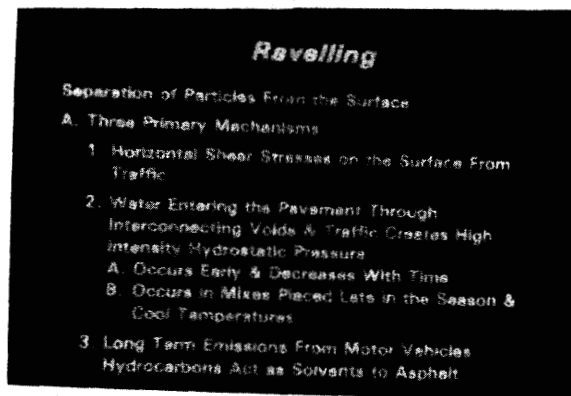 Ravelling
Separation of Particles From the Surface
A. Three Primary Mechanisms
1. Horizontal Shear Stresses on the Surface From
Traffic
2. Water Entering the Pavement Through
Interconnecting Voids & Traffic Creates High
Intensity Hydrostatic Pressure
A. Occurs Early & Decreases With Time
B. Occurs in Mixes Placed Late in the Season &
Cool Temperatures
3. Long Term Emissions From Motor Vehicles
Hydrocarbons Act as Solvents to Asphalt